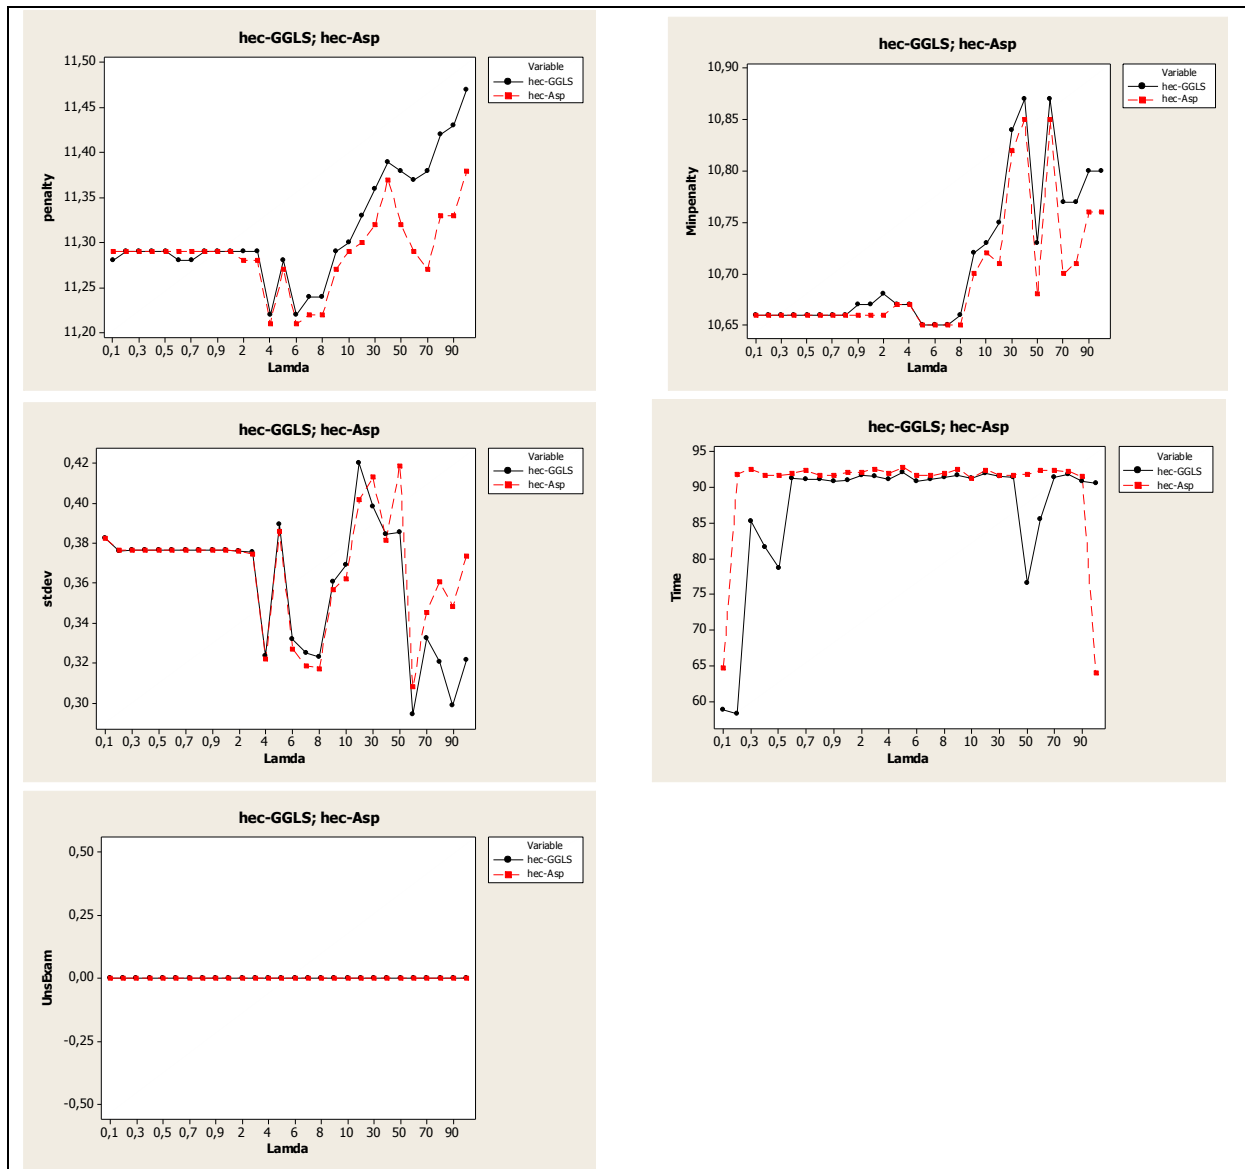 hec-GGLS; hec-Asp
11,50
11,45
11,40
11,35
11,30
11,25
11,20
penalty
0,1 0,3 0,5 0,7 0,9 2 4 6 8 10 30 50 70 90
Lamda
Variable
hec-GGLS
hec-Asp
hec-GGLS; hec-Asp
10,90
10,85
10,80
10,75
10,70
10,65
Minpenalty
0,1 0,3 0,5 0,7 0,9 2 4 6 8 10 30 50 70 90
Lamda
Variable
hec-GGLS
hec-Asp
hec-GGLS; hec-Asp
0,42
0,40
0,38
0,36
0,34
0,32
0,30
stdev
0,1 0,3 0,5 0,7 0,9 2 4 6 8 10 30 50 70 90
Lamda
Variable
hec-GGLS
hec-Asp
hec-GGLS; hec-Asp
95
90
85
80
75
70
65
60
Time
0,1 0,3 0,5 0,7 0,9 2 4 6 8 10 30 50 70 90
Lamda
Variable
hec-GGLS
hec-Asp
hec-GGLS; hec-Asp
0,50
0,25
0,00
-0,25
-0,50
UnsExam
0,1 0,3 0,5 0,7 0,9 2 4 6 8 10 30 50 70 90
Lamda
Variable
hec-GGLS
hec-Asp